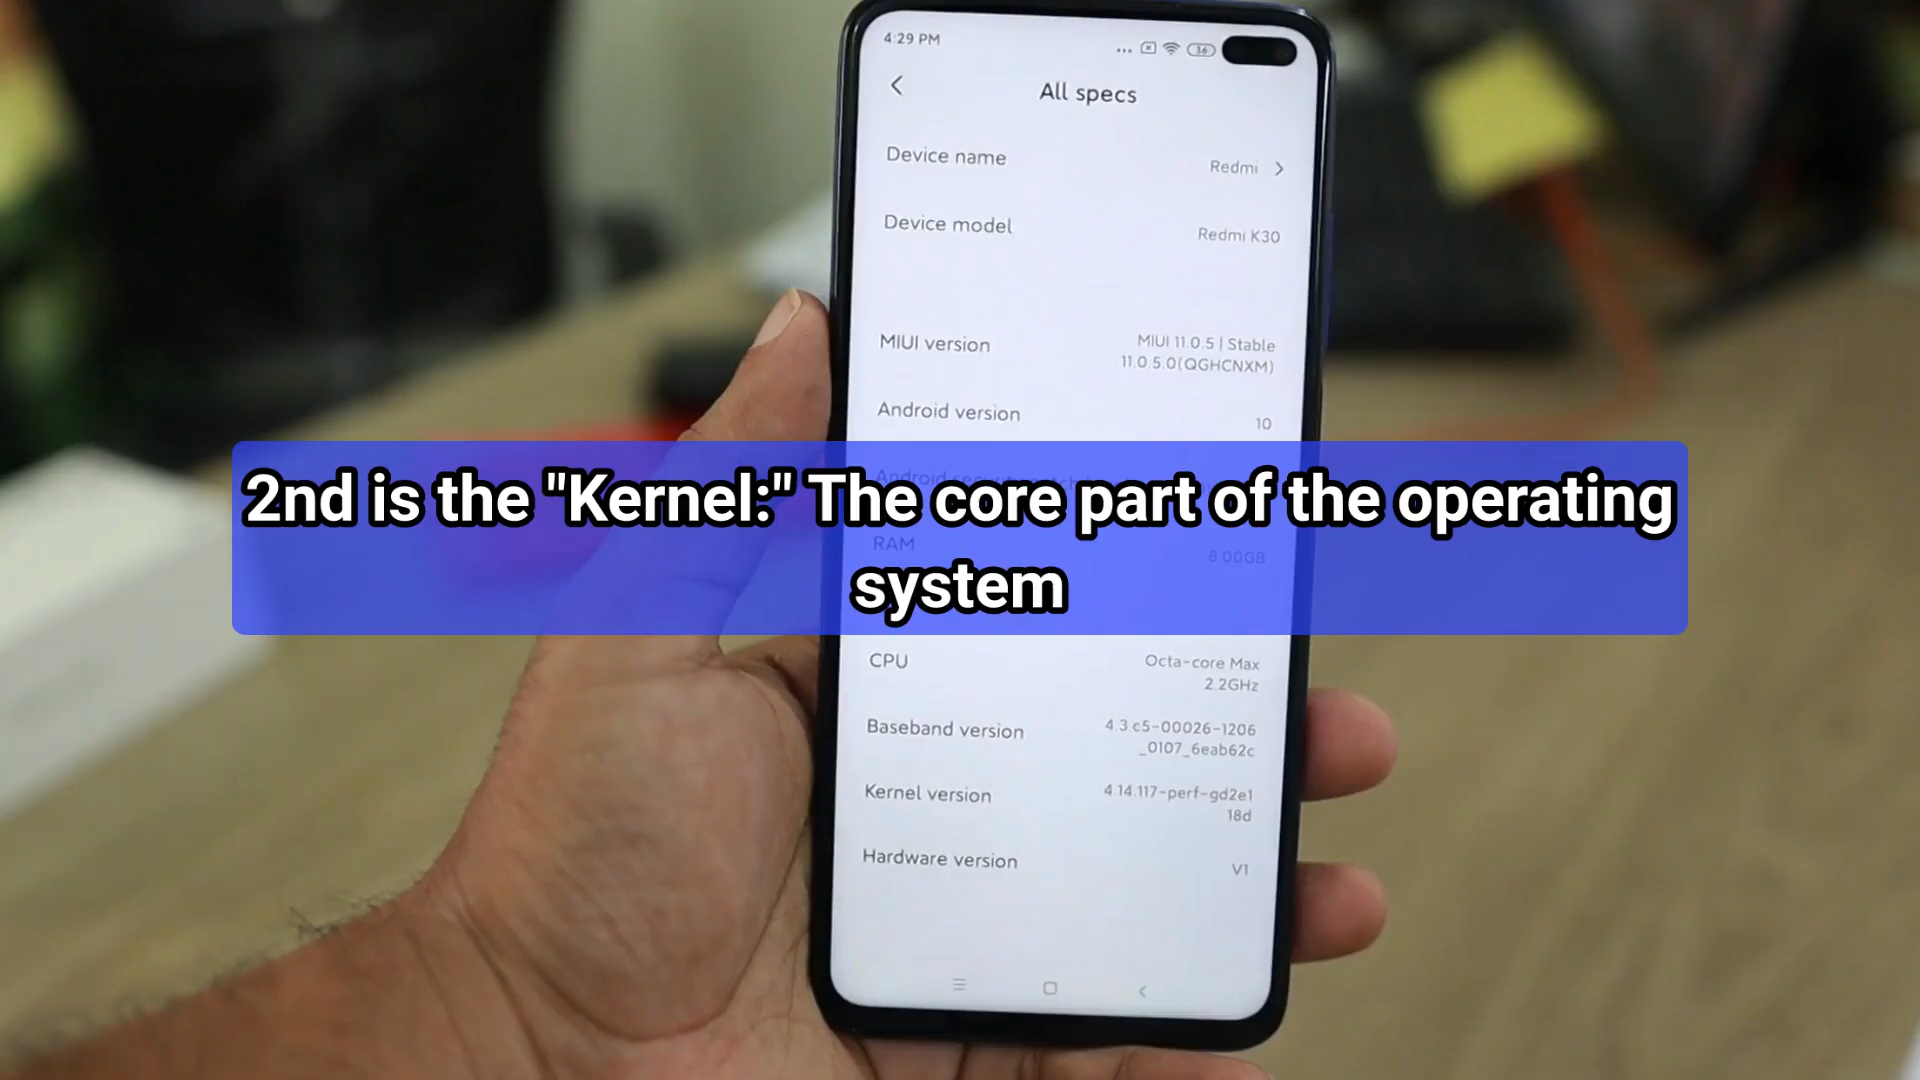 4:29 PM
36
All specs
Device name
Redmi
Device model
Redmi K30
MIUI version
MIUI 11.0.5 | Stable
11.0.5.0(QGHCNXM)
Android version
10
2nd is the "Kernel:" The core part of the operating
system
RAM
8.00GB
CPU
Octa-core Max
2.2GHz
Baseband version
4.3.c5-00026-1206
_0107_6eab62c
Kernel version
4.14.117-perf-gd2e1
18d
Hardware version
V1